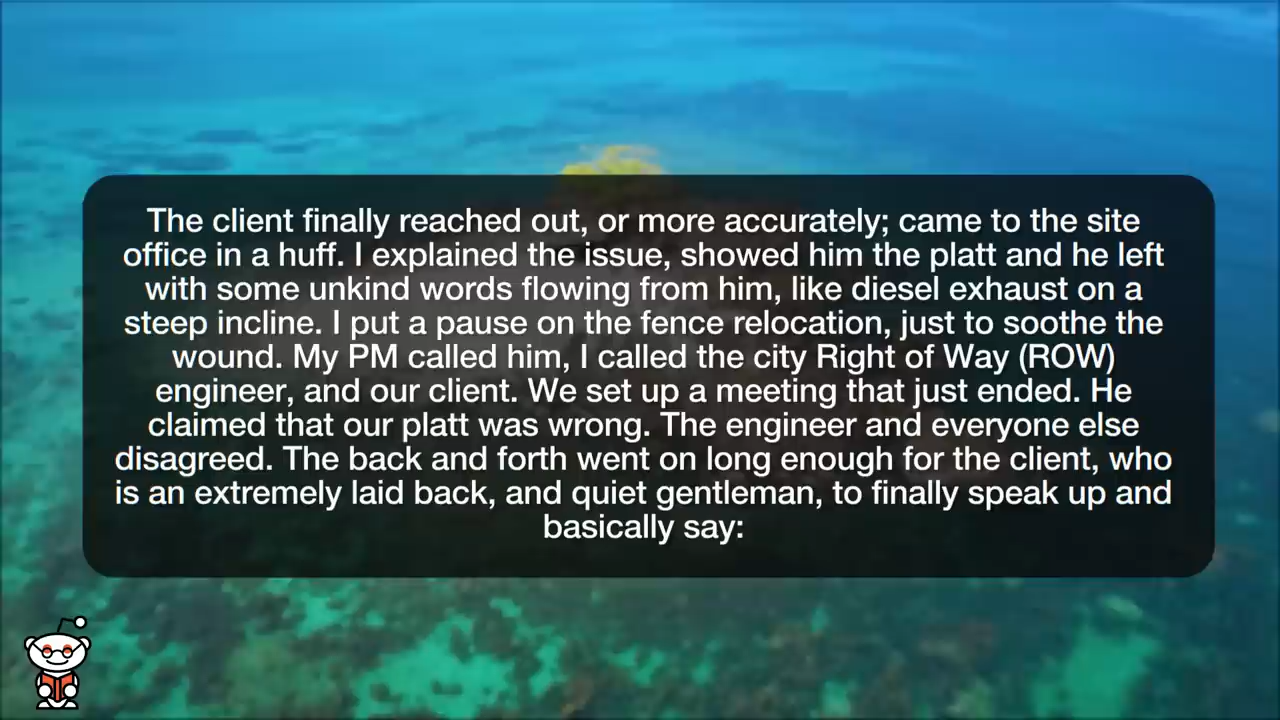 The client finally reached out, or more accurately; came to the site
office in a huff. I explained the issue, showed him the platt and he left
with some unkind words flowing from him, like diesel exhaust on a
steep incline. I put a pause on the fence relocation, just to soothe the
wound. My PM called him, I called the city Right of Way (ROW)
engineer, and our client. We set up a meeting that just ended. He
claimed that our platt was wrong. The engineer and everyone else
disagreed. The back and forth went on long enough for the client, who
is an extremely laid back, and quiet gentleman, to finally speak up and
basically say: